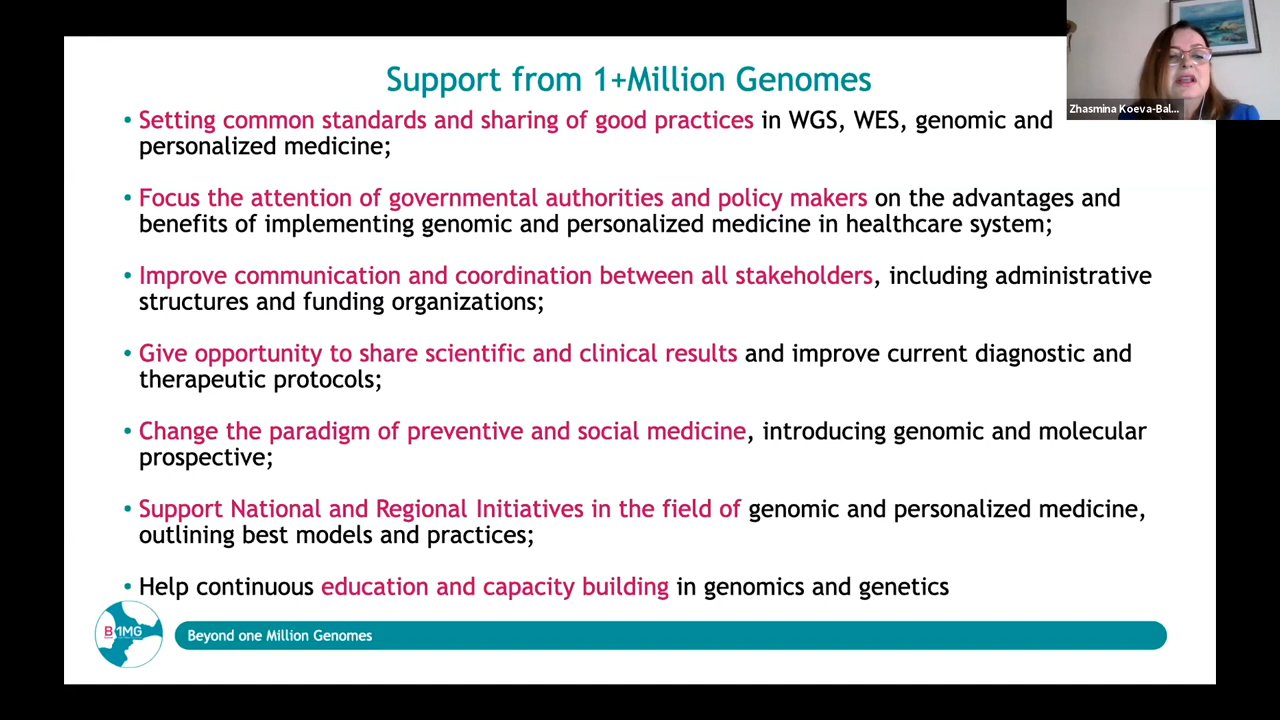 Support from 1+Million Genomes
Zhasmina Koeva-Bal...
• Setting common standards and sharing of good practices in WGS, WES, genomic and
personalized medicine;
• Focus the attention of governmental authorities and policy makers on the advantages and
benefits of implementing genomic and personalized medicine in healthcare system;
• Improve communication and coordination between all stakeholders, including administrative
structures and funding organizations;
• Give opportunity to share scientific and clinical results and improve current diagnostic and
therapeutic protocols;
• Change the paradigm of preventive and social medicine, introducing genomic and molecular
prospective;
• Support National and Regional Initiatives in the field of genomic and personalized medicine,
outlining best models and practices;
• Help continuous education and capacity building in genomics and genetics
B1MG
Beyond one Million Genomes